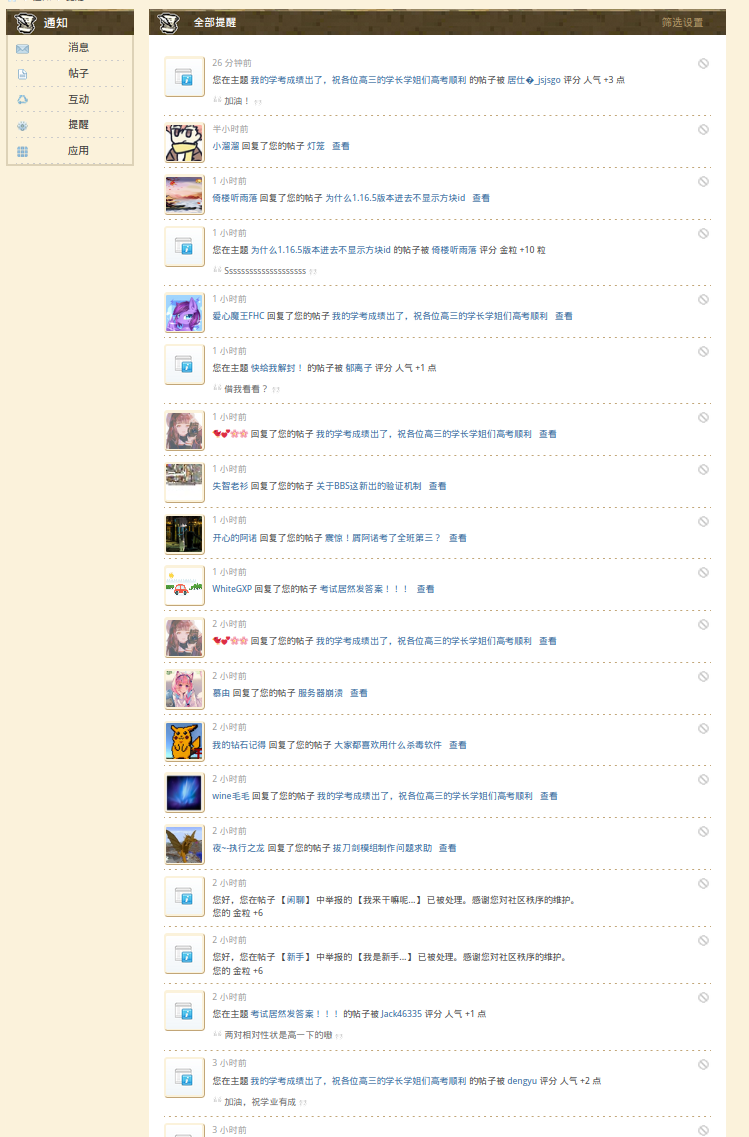 通知
消息
帖子
互动
提醒
应用
全部提醒 筛选设置
26 分钟前
您在主题 我的学考成绩出了，祝各位高三的学长学姐们高考顺利 的帖子被 居仕�_jsjsgo 评分 人气 +3 点
加油！
半小时前
小溜溜 回复了您的帖子 灯笼 查看
1 小时前
倚楼听雨落 回复了您的帖子 为什么1.16.5版本进去不显示方块id 查看
1 小时前
您在主题 为什么1.16.5版本进去不显示方块id 的帖子被 倚楼听雨落 评分 金粒 +10 粒
Sssssssssssssssssss
1 小时前
爱心魔王FHC 回复了您的帖子 我的学考成绩出了，祝各位高三的学长学姐们高考顺利 查看
1 小时前
您在主题 快给我解封！ 的帖子被 郁离子 评分 人气 +1 点
借我看看？
1 小时前
回复了您的帖子 我的学考成绩出了，祝各位高三的学长学姐们高考顺利 查看
1 小时前
失智老衫 回复了您的帖子 关于BBS这新出的验证机制 查看
1 小时前
开心的阿诺 回复了您的帖子 震惊！屑阿诺考了全班第三？ 查看
1 小时前
WhiteGXP 回复了您的帖子 考试居然发答案！！！ 查看
2 小时前
回复了您的帖子 我的学考成绩出了，祝各位高三的学长学姐们高考顺利 查看
2 小时前
慕由 回复了您的帖子 服务器崩溃 查看
2 小时前
我的钻石记得 回复了您的帖子 大家都喜欢用什么杀毒软件 查看
2 小时前
wine毛毛 回复了您的帖子 我的学考成绩出了，祝各位高三的学长学姐们高考顺利 查看
2 小时前
夜~-执行之龙 回复了您的帖子 拔刀剑模组制作问题求助 查看
2 小时前
您好，您在帖子 【闲聊】 中举报的 【我来干嘛呢...】 已被处理。感谢您对社区秩序的维护。
您的 金粒 +6
2 小时前
您好，您在帖子 【新手】 中举报的 【我是新手...】 已被处理。感谢您对社区秩序的维护。
您的 金粒 +6
2 小时前
您在主题 考试居然发答案！！！ 的帖子被 Jack46335 评分 人气 +1 点
两对相对性状是高一下的嗷
3 小时前
您在主题 我的学考成绩出了，祝各位高三的学长学姐们高考顺利 的帖子被 dengyu 评分 人气 +2 点
加油，祝学业有成
3 小时前